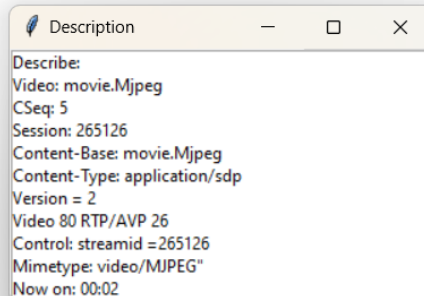 Description
Describe:
Video: movie.Mjpeg
CSeq: 5
Session: 265126
Content-Base: movie.Mjpeg
Content-Type: application/sdp
Version = 2
Video 80 RTP/AVP 26
Control: streamid =265126
Mimetype: video/MJPEG"
Now on: 00:02